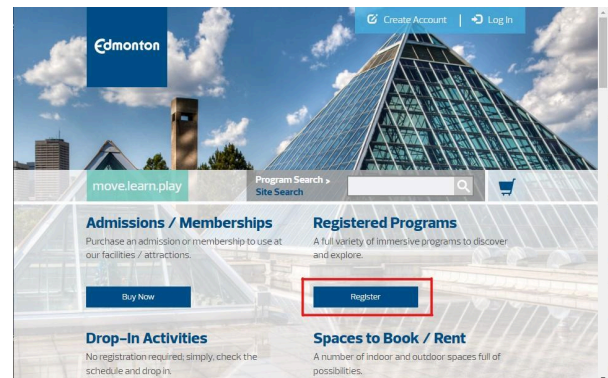 Create Account
Log In
Edmonton
move.learn.play
Program Search >
Site Search
Admissions / Memberships
Purchase an admission or membership to use at
our facilities / attractions.
Buy Now
Registered Programs
A full variety of immersive programs to discover
and explore.
Register
Drop-In Activities
No registration required; simply, check the
schedule and drop in.
Spaces to Book / Rent
A number of indoor and outdoor spaces full of
possibilities.